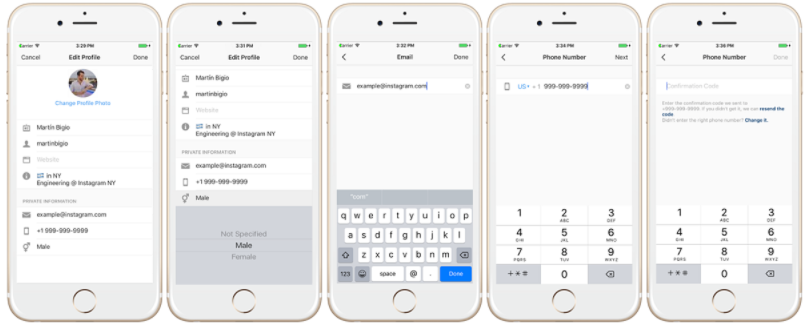 Carrier 3:29 PM
Cancel Edit Profile Done
Change Profile Photo
Martín Bigio
martinbigio
Website
in NY
Engineering @ Instagram NY
PRIVATE INFORMATION
example@instagram.com
+1 999-999-9999
Male
Carrier 3:31 PM
Cancel Edit Profile Done
Martín Bigio
martinbigio
Website
in NY
Engineering @ Instagram NY
PRIVATE INFORMATION
example@instagram.com
+1 999-999-9999
Male
Not Specified
Male
Female
Carrier 3:32 PM
Email Done
example@instagram.com
"com"
q w e r t y u i o p
a s d f g h j k l
z x c v b n m
123 space @ . Done
Carrier 3:34 PM
Phone Number Next
US +1 999-999-9999
1 2 3
ABC DEF
4 5 6
GHI JKL MNO
7 8 9
PQRS TUV WXYZ
+✱# 0
Carrier 3:38 PM
Phone Number Done
Confirmation Code
Enter the confirmation code we sent to
+999-999-9999. If you didn't get it, we can resend the
code.
Didn't enter the right phone number? Change it.
1 2 3
ABC DEF
4 5 6
GHI JKL MNO
7 8 9
PQRS TUV WXYZ
+✱# 0